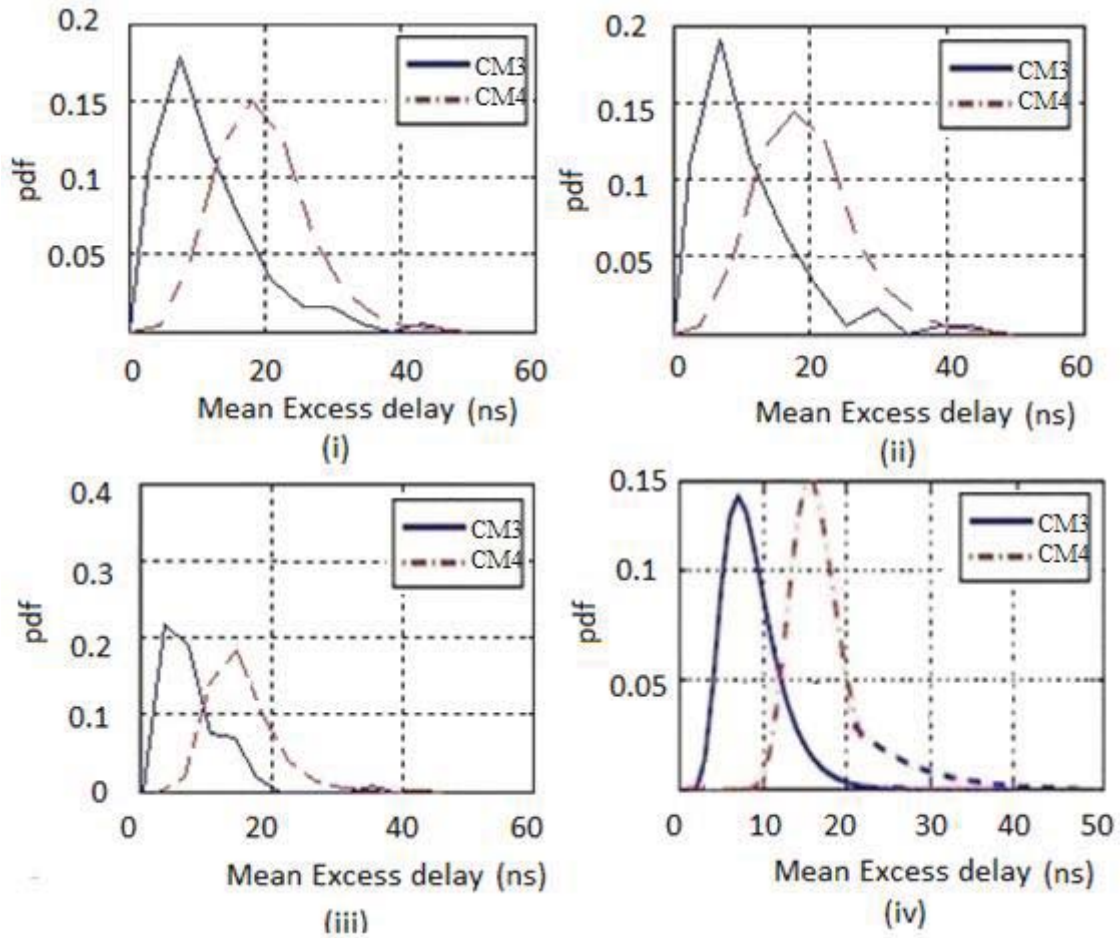 0.2
0.15
0.1
0.05
pdf
CM3
CM4
0 20 40 60
Mean Excess delay (ns)
(i)
0.2
0.15
0.1
0.05
pdf
CM3
CM4
0 20 40 60
Mean Excess delay (ns)
(ii)
0.4
0.3
0.2
0.1
0
pdf
CM3
CM4
0 20 40 60
Mean Excess delay (ns)
(iii)
0.15
0.1
0.05
pdf
CM3
CM4
0 10 20 30 40 50
Mean Excess delay (ns)
(iv)